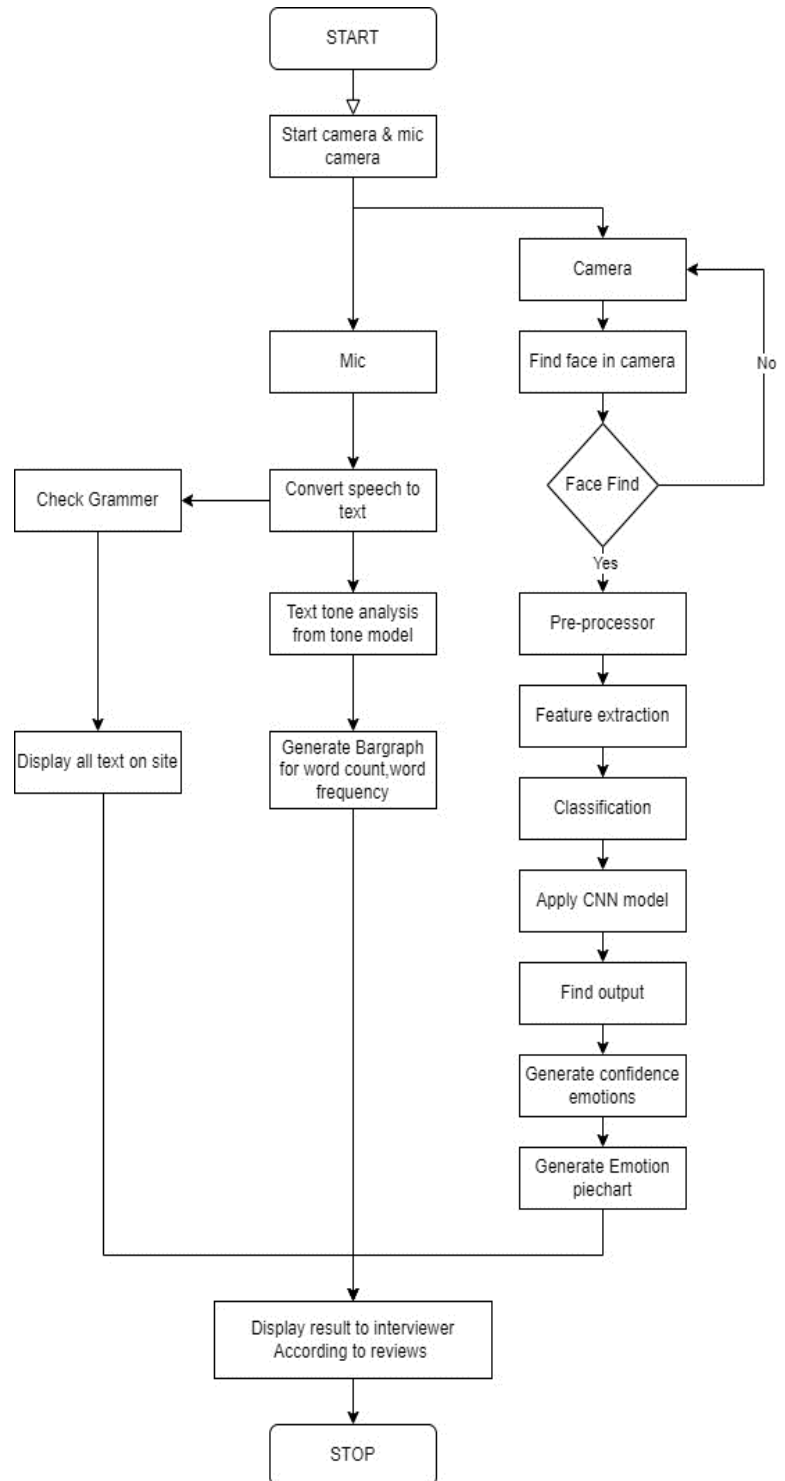 START
Start camera & mic
camera
Camera
Mic
Find face in camera
No
Check Grammer
Convert speech to
text
Face Find
Yes
Text tone analysis
from tone model
Pre-processor
Feature extraction
Display all text on site
Generate Bargraph
for word count,word
frequency
Classification
Apply CNN model
Find output
Generate confidence
emotions
Generate Emotion
piechart
Display result to interviewer
According to reviews
STOP